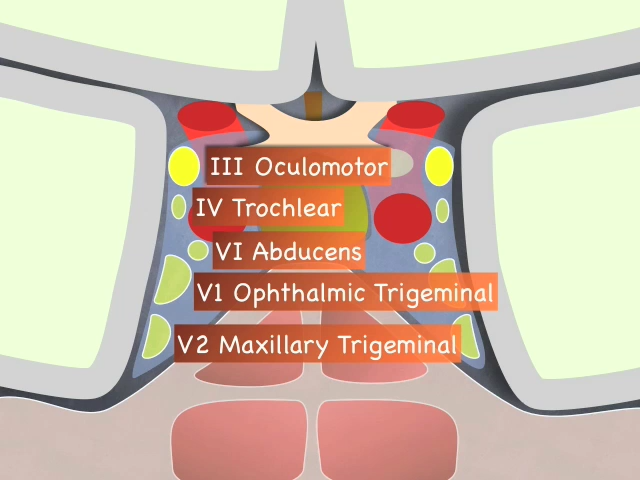 III Oculomotor
IV Trochlear
VI Abducens
V1 Ophthalmic Trigeminal
V2 Maxillary Trigeminal